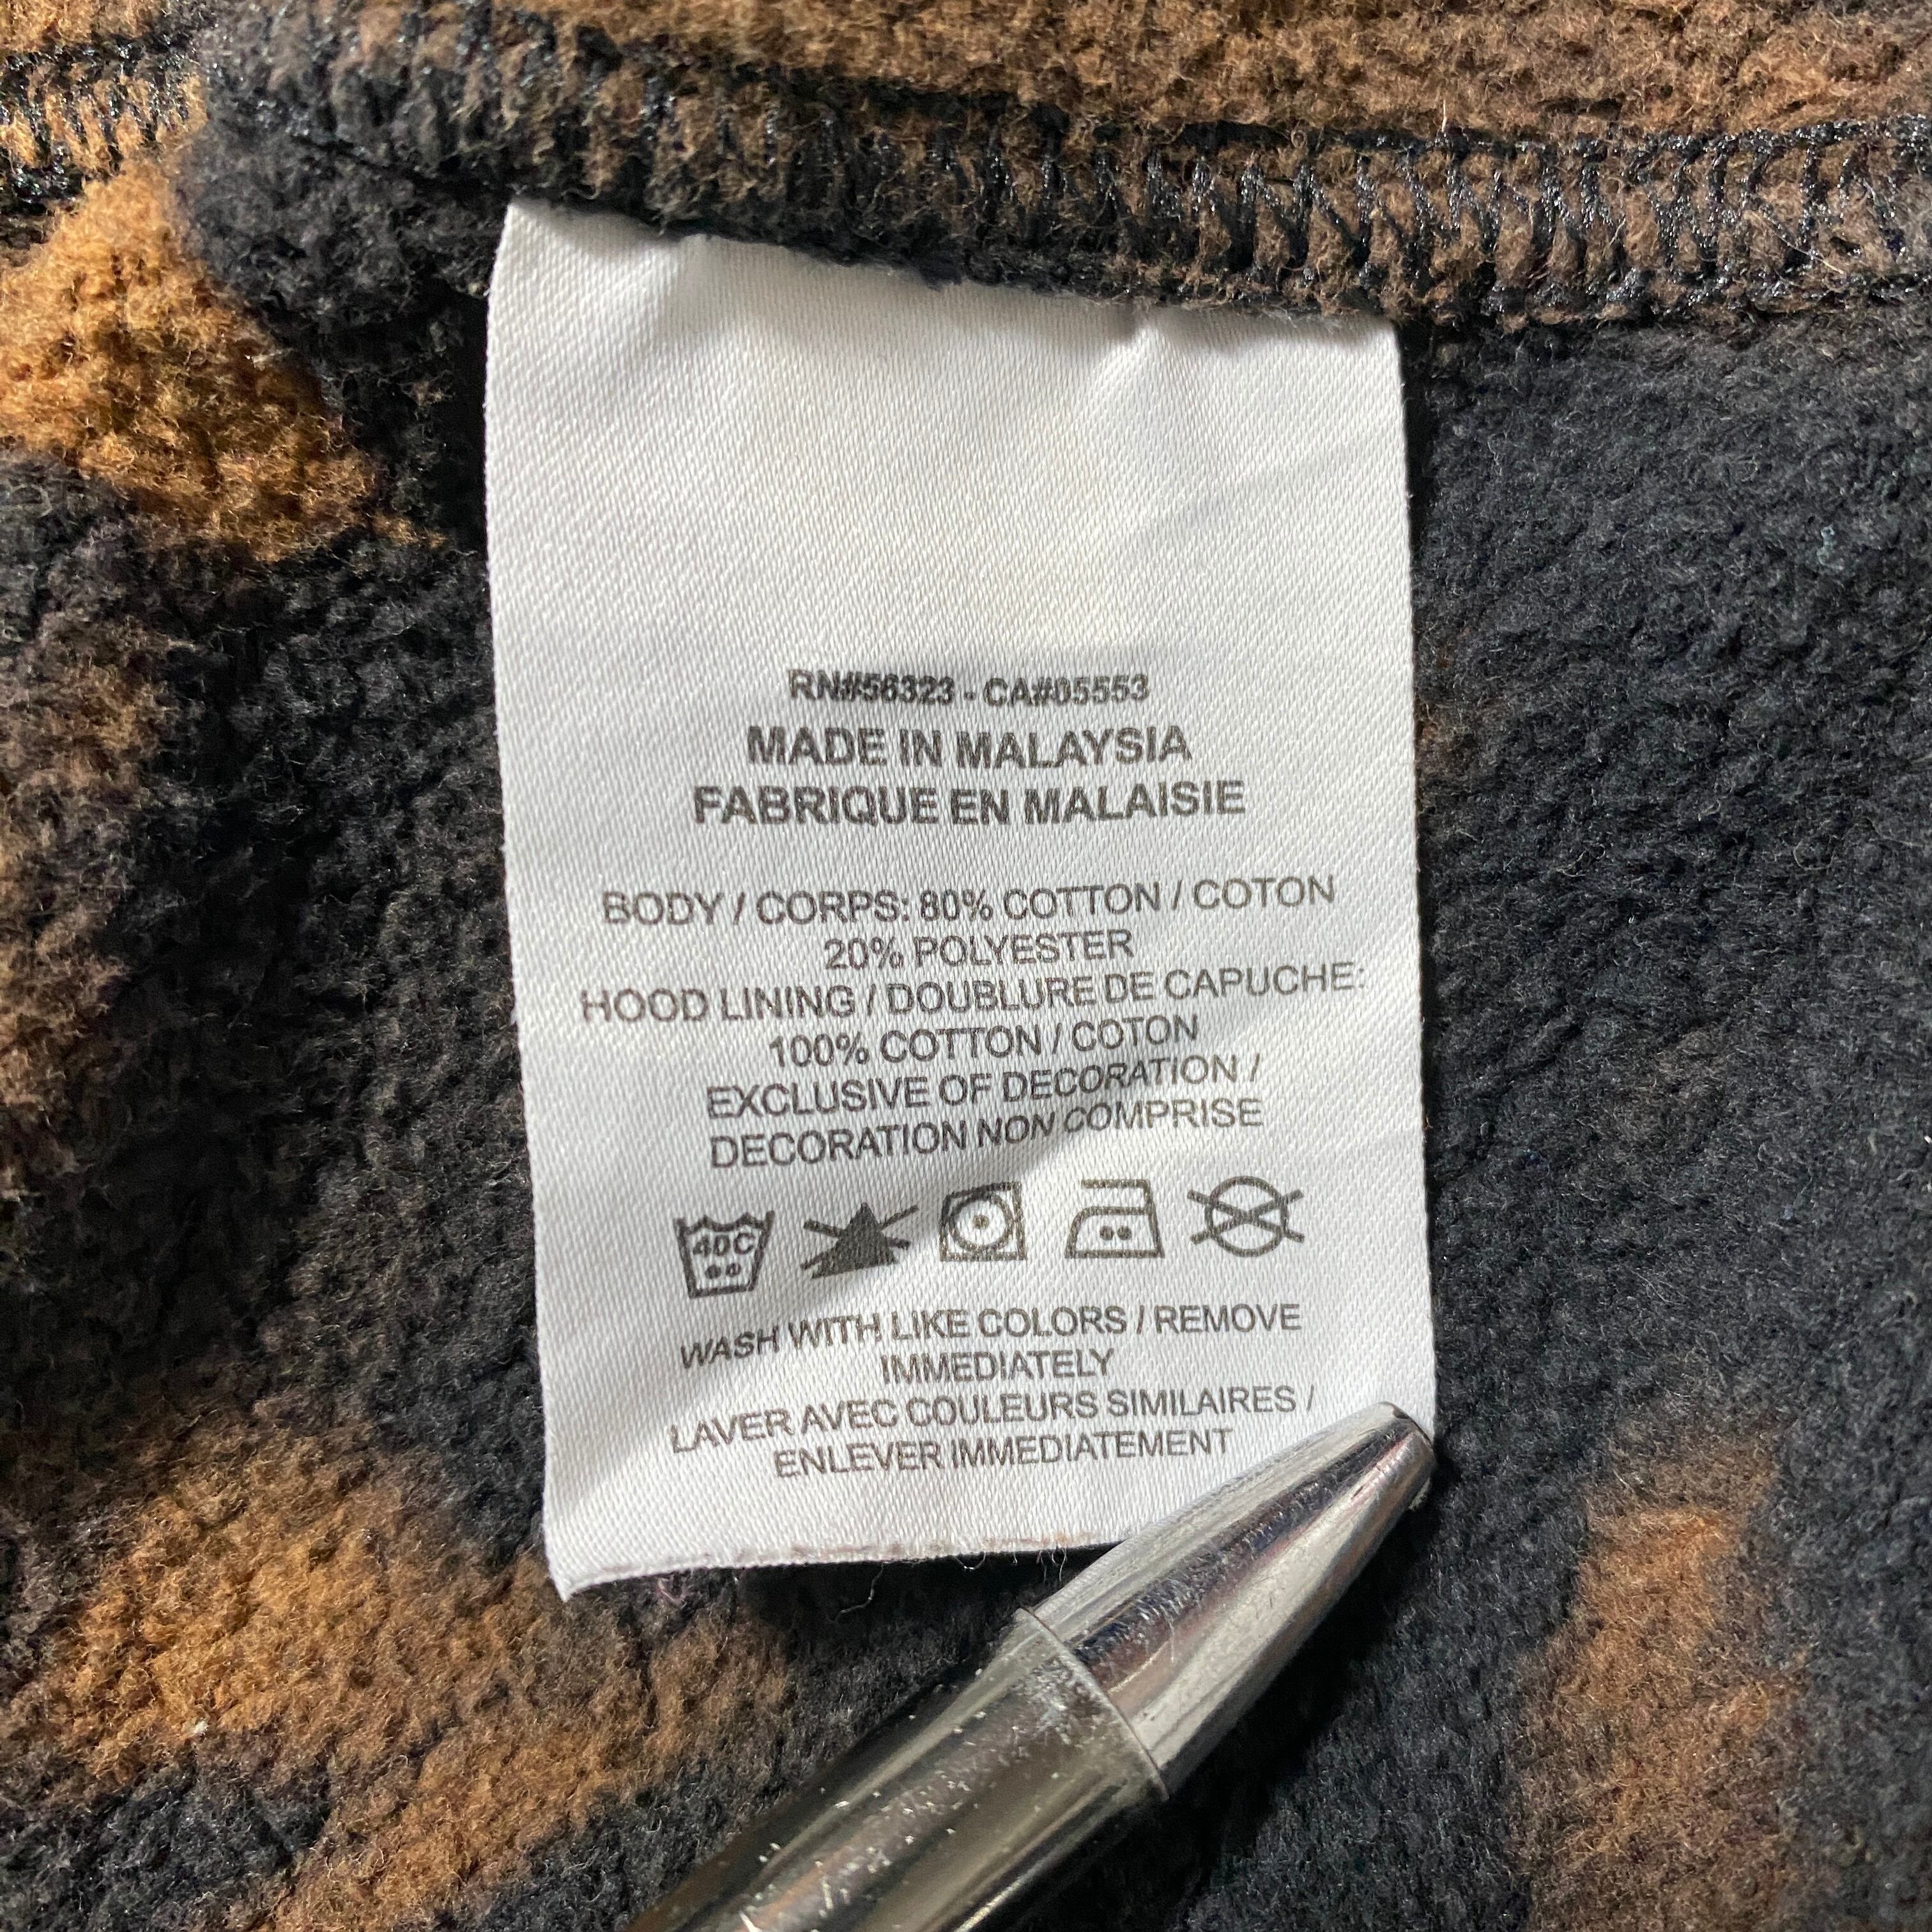 RN#56323 - CA#05553
MADE IN MALAYSIA
FABRIQUE EN MALAISIE
BODY / CORPS: 80% COTTON / COTON
20% POLYESTER
HOOD LINING / DOUBLURE DE CAPUCHE:
100% COTTON / COTON
EXCLUSIVE OF DECORATION /
DECORATION NON COMPRISE
40C
WASH WITH LIKE COLORS / REMOVE
IMMEDIATELY
LAVER AVEC COULEURS SIMILAIRES /
ENLEVER IMMEDIATEMENT